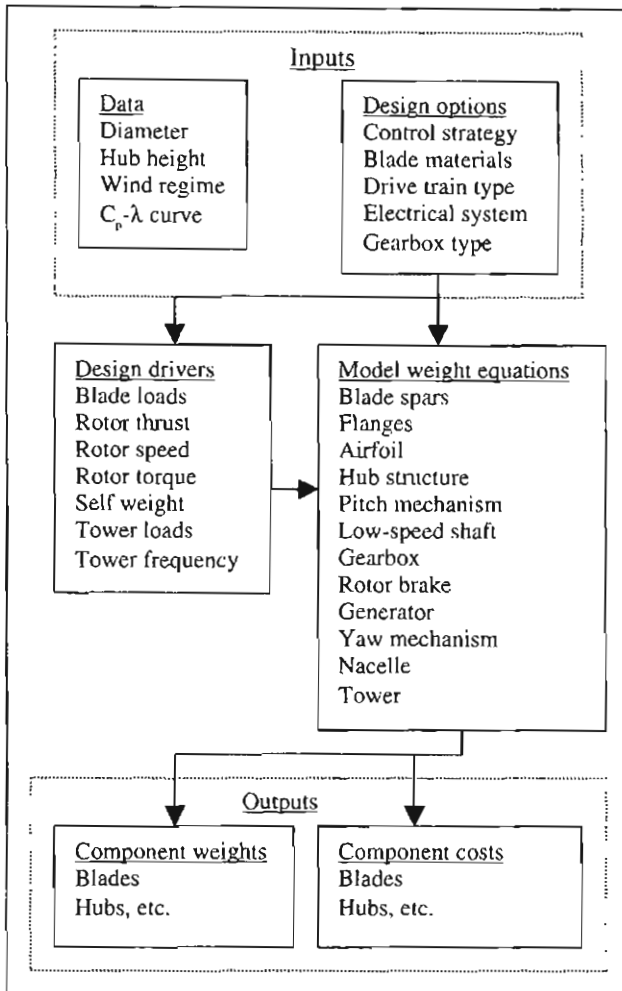 Inputs
Data
Diameter
Hub height
Wind regime
Cp-λ curve
Design options
Control strategy
Blade materials
Drive train type
Electrical system
Gearbox type
Design drivers
Blade loads
Rotor thrust
Rotor speed
Rotor torque
Self weight
Tower loads
Tower frequency
Model weight equations
Blade spars
Flanges
Airfoil
Hub structure
Pitch mechanism
Low-speed shaft
Gearbox
Rotor brake
Generator
Yaw mechanism
Nacelle
Tower
Outputs
Component weights
Blades
Hubs, etc.
Component costs
Blades
Hubs, etc.